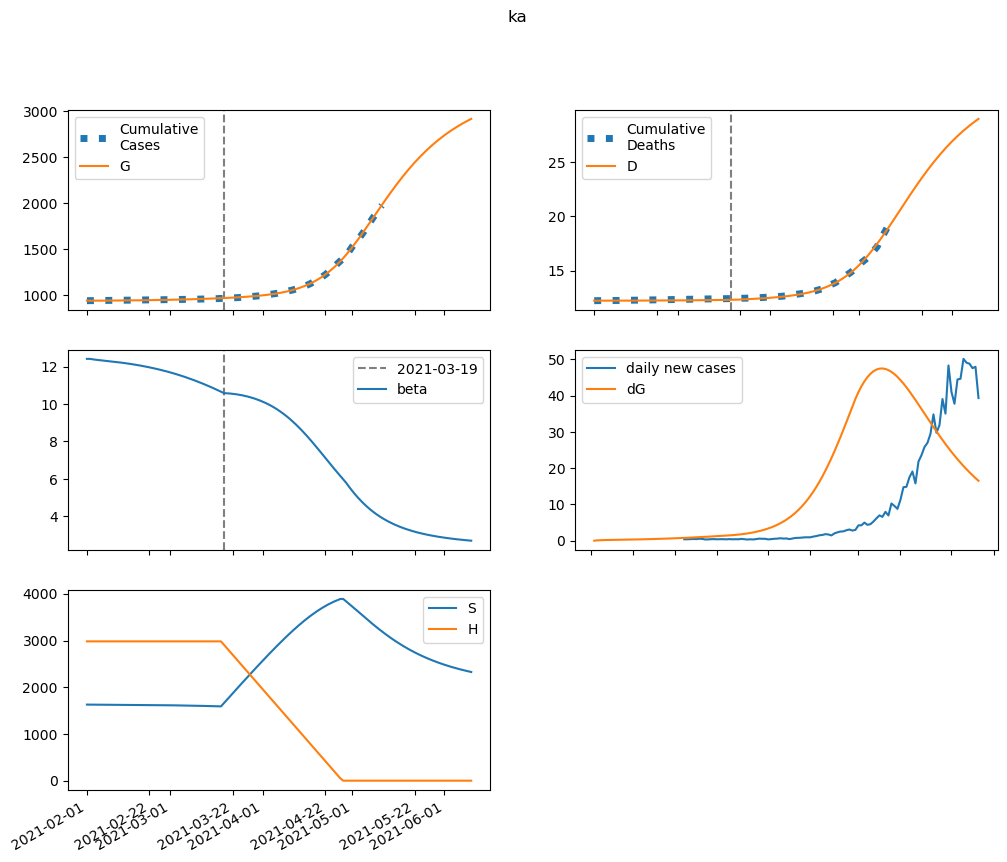 ka
3000
2500
2000
1500
1000
Cumulative
Cases
G
25
20
15
Cumulative
Deaths
D
12
10
8
6
4
2021-03-19
beta
50
40
30
20
10
0
daily new cases
dG
4000
3000
2000
1000
0
S
H
2021-02-01
2021-02-22
2021-03-01
2021-03-22
2021-04-01
2021-04-22
2021-05-01
2021-05-22
2021-06-01